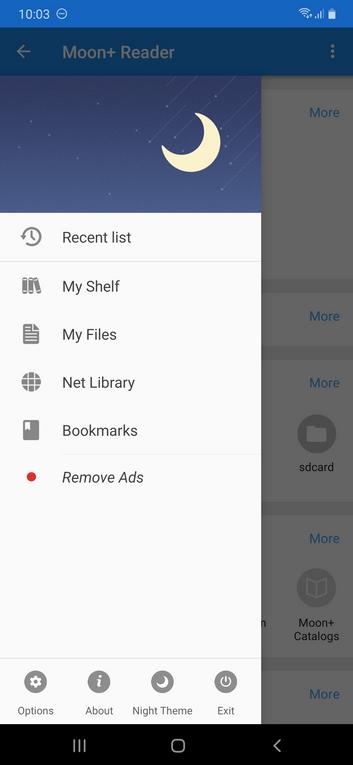 10:03
Moon+ Reader
More
Recent list
My Shelf
More
My Files
Net Library
More
Bookmarks
sdcard
Remove Ads
More
Moon+
Catalogs
More
Options
About
Night Theme
Exit